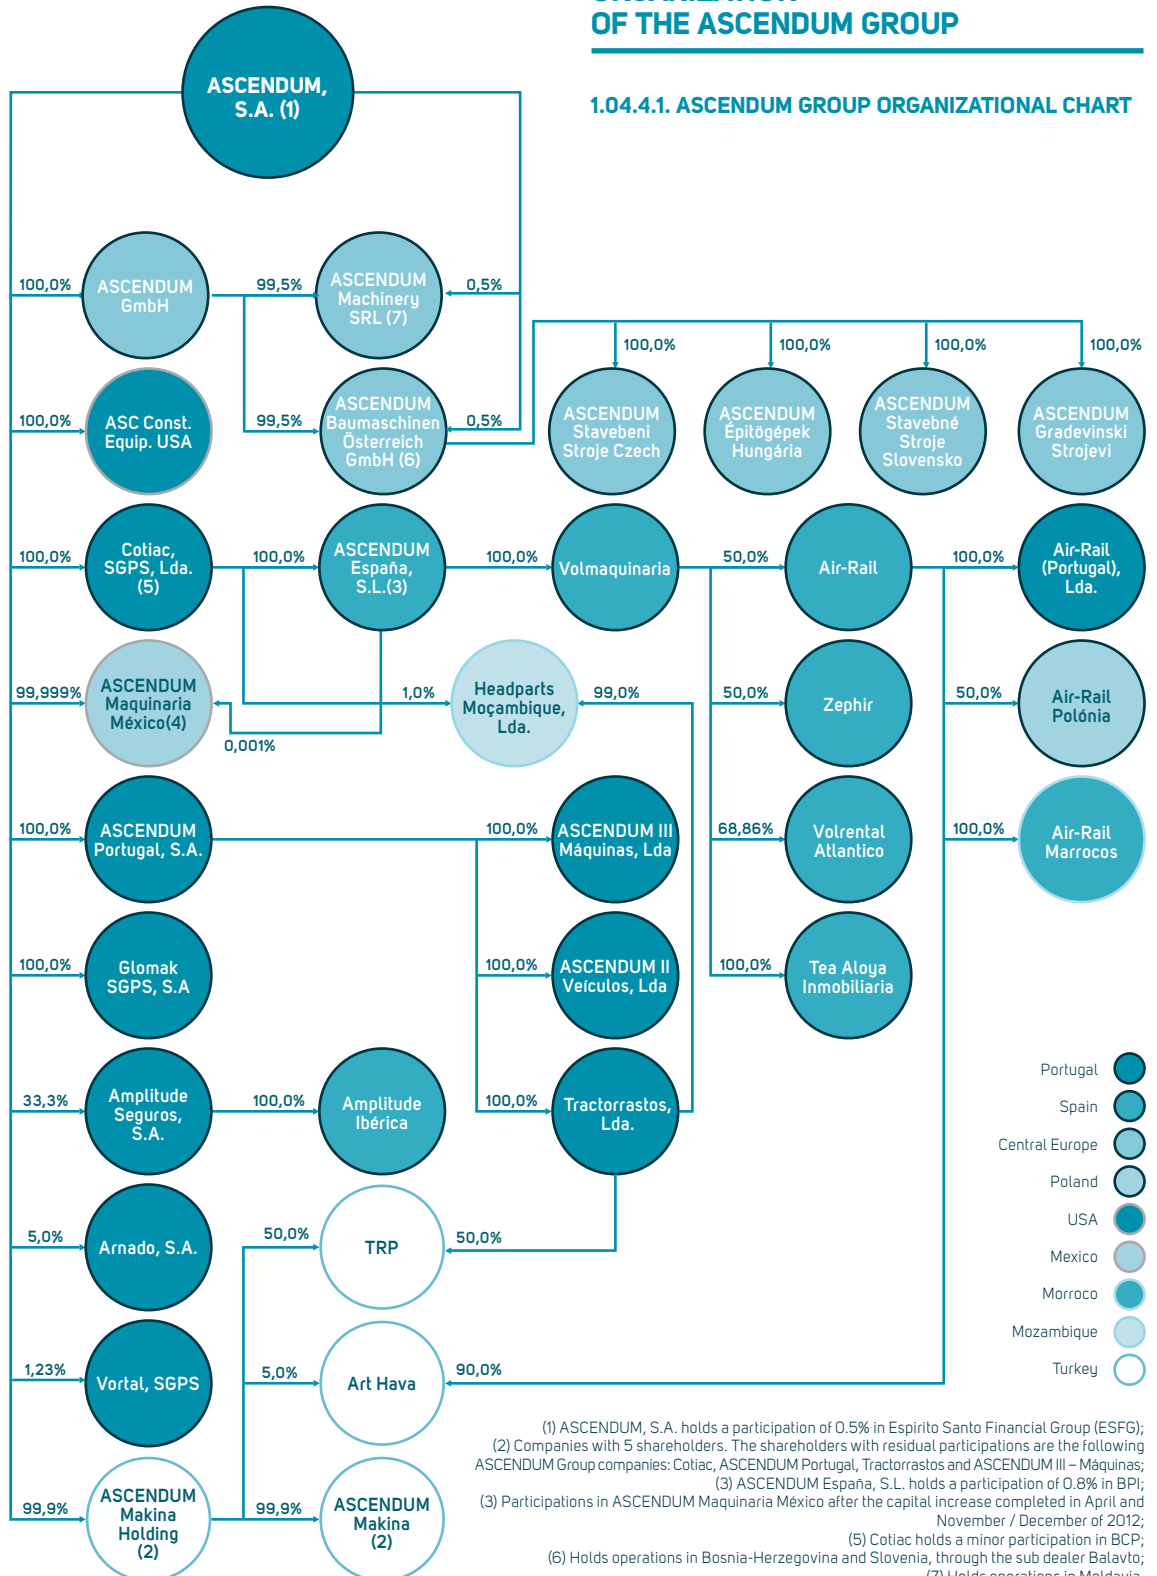 OF THE ASCENDUM GROUP
1.04.4.1. ASCENDUM GROUP ORGANIZATIONAL CHART
ASCENDUM,
S.A. (1)
100,0%
ASCENDUM
GmbH
99,5%
ASCENDUM
Machinery
SRL (7)
0,5%
100,0%
100,0%
100,0%
100,0%
100,0%
ASC Const.
Equip. USA
99,5%
ASCENDUM
Baumaschinen
Österreich
GmbH (6)
0,5%
ASCENDUM
Stavebeni
Stroje Czech
ASCENDUM
Épitögépek
Hungária
ASCENDUM
Stavebné
Stroje
Slovensko
ASCENDUM
Gradevinski
Strojevi
100,0%
Cotiac,
SGPS, Lda.
(5)
100,0%
ASCENDUM
España,
S.L.(3)
100,0%
Volmaquinaria
50,0%
Air-Rail
100,0%
Air-Rail
(Portugal),
Lda.
99,999%
ASCENDUM
Maquinaria
México(4)
0,001%
1,0%
Headparts
Moçambique,
Lda.
99,0%
50,0%
Zephir
50,0%
Air-Rail
Polónia
100,0%
ASCENDUM
Portugal, S.A.
100,0%
ASCENDUM III
Máquinas, Lda
68,86%
Volrental
Atlantico
100,0%
Air-Rail
Marrocos
100,0%
Glomak
SGPS, S.A
100,0%
ASCENDUM II
Veículos, Lda
100,0%
Tea Aloya
Inmobiliaria
33,3%
Amplitude
Seguros,
S.A.
100,0%
Amplitude
Ibérica
100,0%
Tractorrastos,
Lda.
5,0%
Arnado, S.A.
50,0%
TRP
50,0%
1,23%
Vortal, SGPS
5,0%
Art Hava
90,0%
99,9%
ASCENDUM
Makina
Holding
(2)
99,9%
ASCENDUM
Makina
(2)
Portugal
Spain
Central Europe
Poland
USA
Mexico
Morroco
Mozambique
Turkey
(1) ASCENDUM, S.A. holds a participation of 0.5% in Espirito Santo Financial Group (ESFG);
(2) Companies with 5 shareholders. The shareholders with residual participations are the following
ASCENDUM Group companies: Cotiac, ASCENDUM Portugal, Tractorrastos and ASCENDUM III – Máquinas;
(3) ASCENDUM España, S.L. holds a participation of 0.8% in BPI;
(3) Participations in ASCENDUM Maquinaria México after the capital increase completed in April and
November / December of 2012;
(5) Cotiac holds a minor participation in BCP;
(6) Holds operations in Bosnia-Herzegovina and Slovenia, through the sub dealer Balavto;
(7) Holds operations in Moldavia.